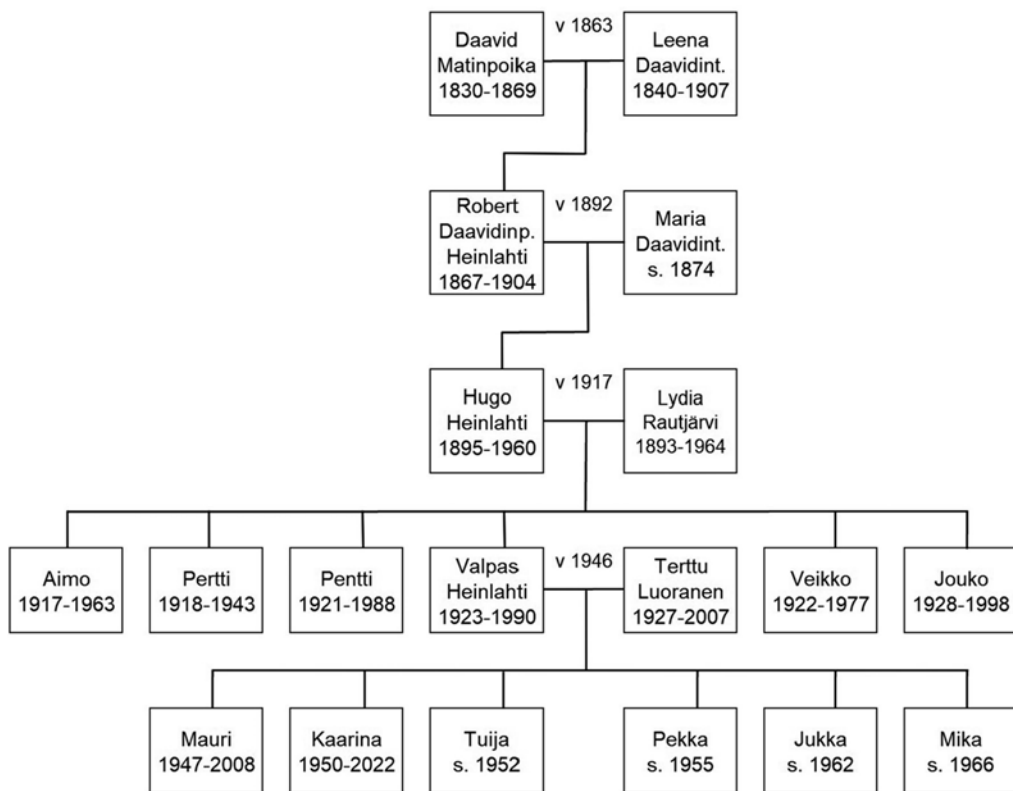 Daavid
Matinpoika
1830-1869
v 1863
Leena
Daavidint.
1840-1907
Robert
Daavidinp.
Heinlahti
1867-1904
v 1892
Maria
Daavidint.
s. 1874
Hugo
Heinlahti
1895-1960
v 1917
Lydia
Rautjärvi
1893-1964
Aimo
1917-1963
Pertti
1918-1943
Pentti
1921-1988
Valpas
Heinlahti
1923-1990
v 1946
Terttu
Luoranen
1927-2007
Veikko
1922-1977
Jouko
1928-1998
Mauri
1947-2008
Kaarina
1950-2022
Tuija
s. 1952
Pekka
s. 1955
Jukka
s. 1962
Mika
s. 1966